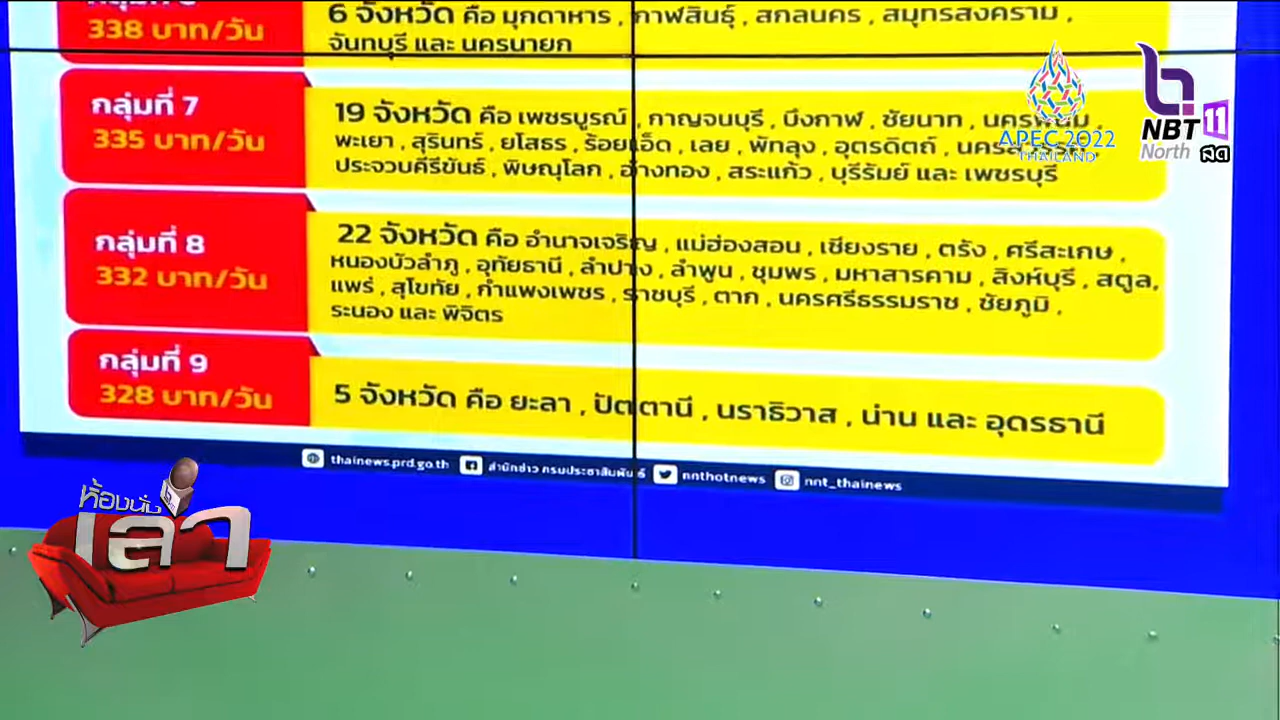 338 บาท/วัน
6 จังหวัด คือ มุกดาหาร , กาฬสินธุ์ , สกลนคร , สมุทรสงคราม ,
จันทบุรี และ นครนายก
กลุ่มที่ 7
335 บาท/วัน
19 จังหวัด คือ เพชรบูรณ์ , กาญจนบุรี , บึงกาฬ , ชัยนาท , นครพนม ,
พะเยา , สุรินทร์ , ยโสธร , ร้อยเอ็ด , เลย , พัทลุง , อุตรดิตถ์ , นครสวรรค์ ,
ประจวบคีรีขันธ์ , พิษณุโลก , อ่างทอง , สระแก้ว , บุรีรัมย์ และ เพชรบุรี
กลุ่มที่ 8
332 บาท/วัน
22 จังหวัด คือ อำนาจเจริญ , แม่ฮ่องสอน , เชียงราย , ตรัง , ศรีสะเกษ ,
หนองบัวลำภู , อุทัยธานี , ลำปาง , ลำพูน , ชุมพร , มหาสารคาม , สิงห์บุรี , สตูล,
แพร่ , สุโขทัย , กำแพงเพชร , ราชบุรี , ตาก , นครศรีธรรมราช , ชัยภูมิ ,
ระนอง และ พิจิตร
กลุ่มที่ 9
328 บาท/วัน
5 จังหวัด คือ ยะลา , ปัตตานี , นราธิวาส , น่าน และ อุดรธานี
thainews.prd.go.th สำนักข่าว กรมประชาสัมพันธ์ nnthotnews nnt_thainews
APEC 2022
THAILAND
NBT 11
North สด
ห้องนั่ง
เล่า